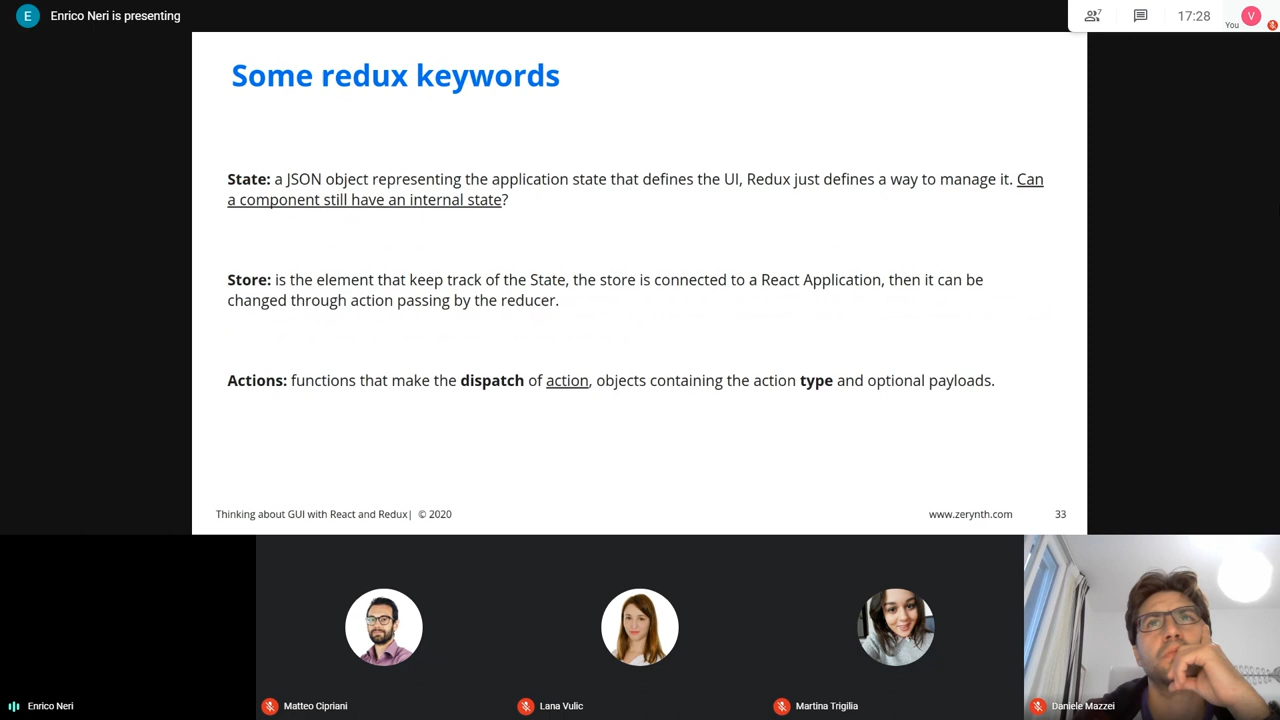 E
Enrico Neri is presenting
7
17:28
You
V
Some redux keywords
State: a JSON object representing the application state that defines the UI, Redux just defines a way to manage it. Can
a component still have an internal state?
Store: is the element that keep track of the State, the store is connected to a React Application, then it can be
changed through action passing by the reducer.
Actions: functions that make the dispatch of action, objects containing the action type and optional payloads.
Thinking about GUI with React and Redux| © 2020
www.zerynth.com
33
Enrico Neri
Matteo Cipriani
Lana Vulic
Martina Trigilia
Daniele Mazzei